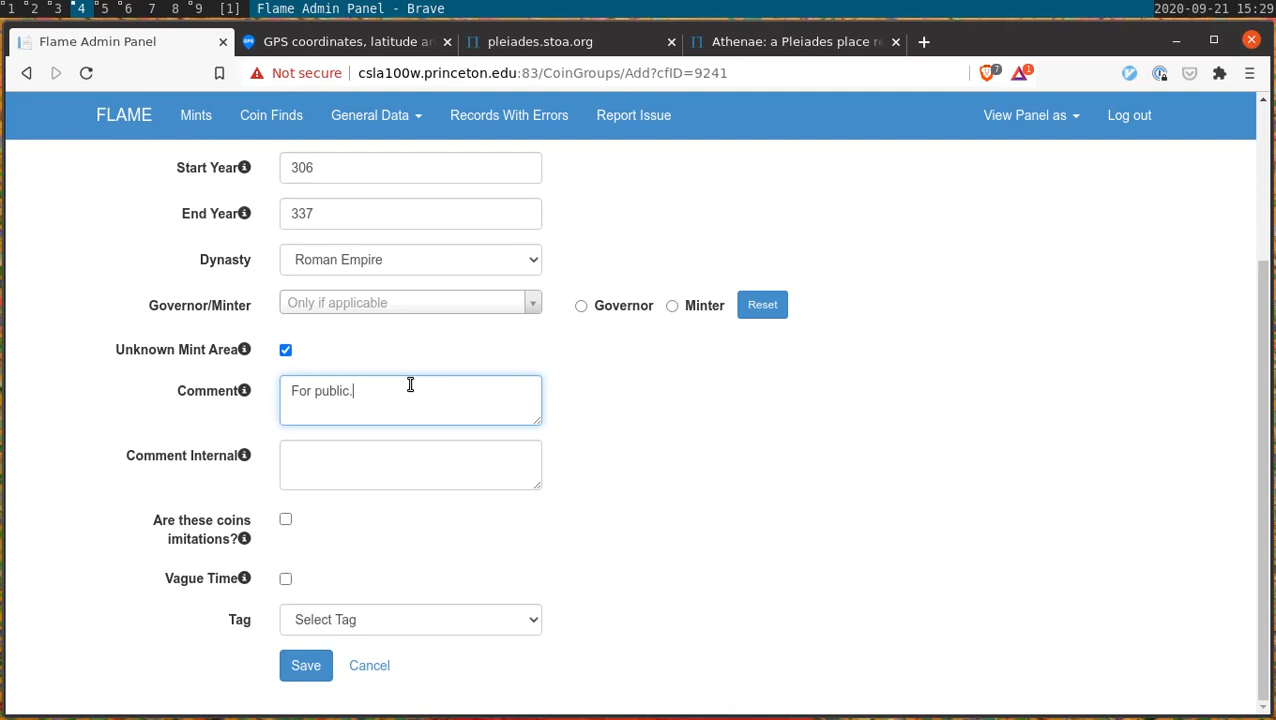 1 2 3 4 5 6 7 8 9 [1] Flame Admin Panel - Brave 2020-09-21 15:29
Flame Admin Panel GPS coordinates, latitude an pleiades.stoa.org Athenae: a Pleiades place re
Not secure csla100w.princeton.edu:83/CoinGroups/Add?cfID=9241 7 1
FLAME Mints Coin Finds General Data Records With Errors Report Issue View Panel as Log out
Start Year 306
End Year 337
Dynasty Roman Empire
Governor/Minter Only if applicable Governor Minter Reset
Unknown Mint Area
Comment For public.
Comment Internal
Are these coins
imitations?
Vague Time
Tag Select Tag
Save Cancel